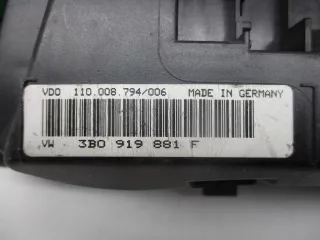 VDO 110.008.794/006 MADE IN GERMANY
VW 3B0 919 881 F